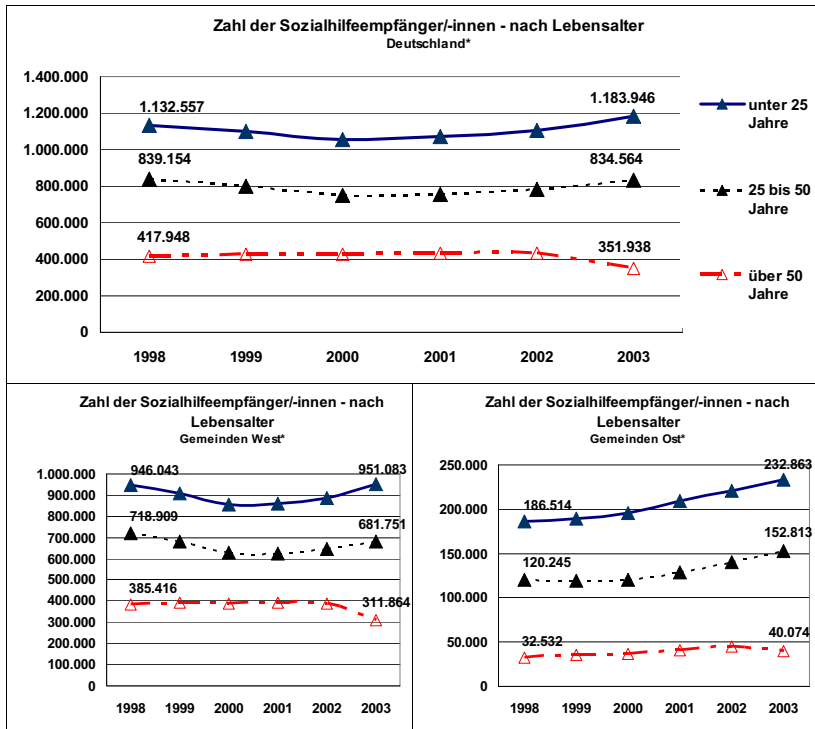 Zahl der Sozialhilfeempfänger/-innen - nach Lebensalter
Deutschland*
1.400.000
1.200.000
1.000.000
800.000
600.000
400.000
200.000
0
1.132.557
1.183.946
839.154
834.564
417.948
351.938
1998 1999 2000 2001 2002 2003
unter 25
Jahre
25 bis 50
Jahre
über 50
Jahre
Zahl der Sozialhilfeempfänger/-innen - nach
Lebensalter
Gemeinden West*
1.000.000
900.000
800.000
700.000
600.000
500.000
400.000
300.000
200.000
100.000
0
946.043
951.083
718.909
681.751
385.416
311.864
1998 1999 2000 2001 2002 2003
Zahl der Sozialhilfeempfänger/-innen - nach
Lebensalter
Gemeinden Ost*
250.000
200.000
150.000
100.000
50.000
0
232.863
186.514
152.813
120.245
32.532
40.074
1998 1999 2000 2001 2002 2003